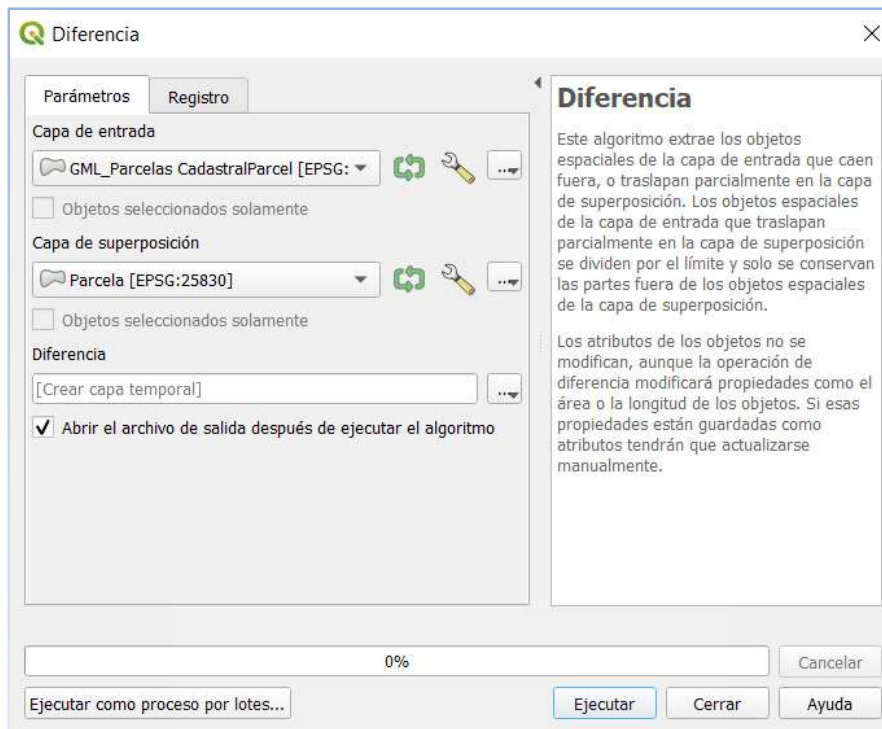 Diferencia
Parámetros
Registro
Capa de entrada
GML_Parcelas CadastralParcel [EPSG:
Objetos seleccionados solamente
Capa de superposición
Parcela [EPSG:25830]
Objetos seleccionados solamente
Diferencia
[Crear capa temporal]
...
Abrir el archivo de salida después de ejecutar el algoritmo
Diferencia
Este algoritmo extrae los objetos
espaciales de la capa de entrada que caen
fuera, o traslapan parcialmente en la capa
de superposición. Los objetos espaciales
de la capa de entrada que traslapan
parcialmente en la capa de superposición
se dividen por el límite y solo se conservan
las partes fuera de los objetos espaciales
de la capa de superposición.
Los atributos de los objetos no se
modifican, aunque la operación de
diferencia modificará propiedades como el
área o la longitud de los objetos. Si esas
propiedades están guardadas como
atributos tendrán que actualizarse
manualmente.
0%
Cancelar
Ejecutar como proceso por lotes...
Ejecutar
Cerrar
Ayuda